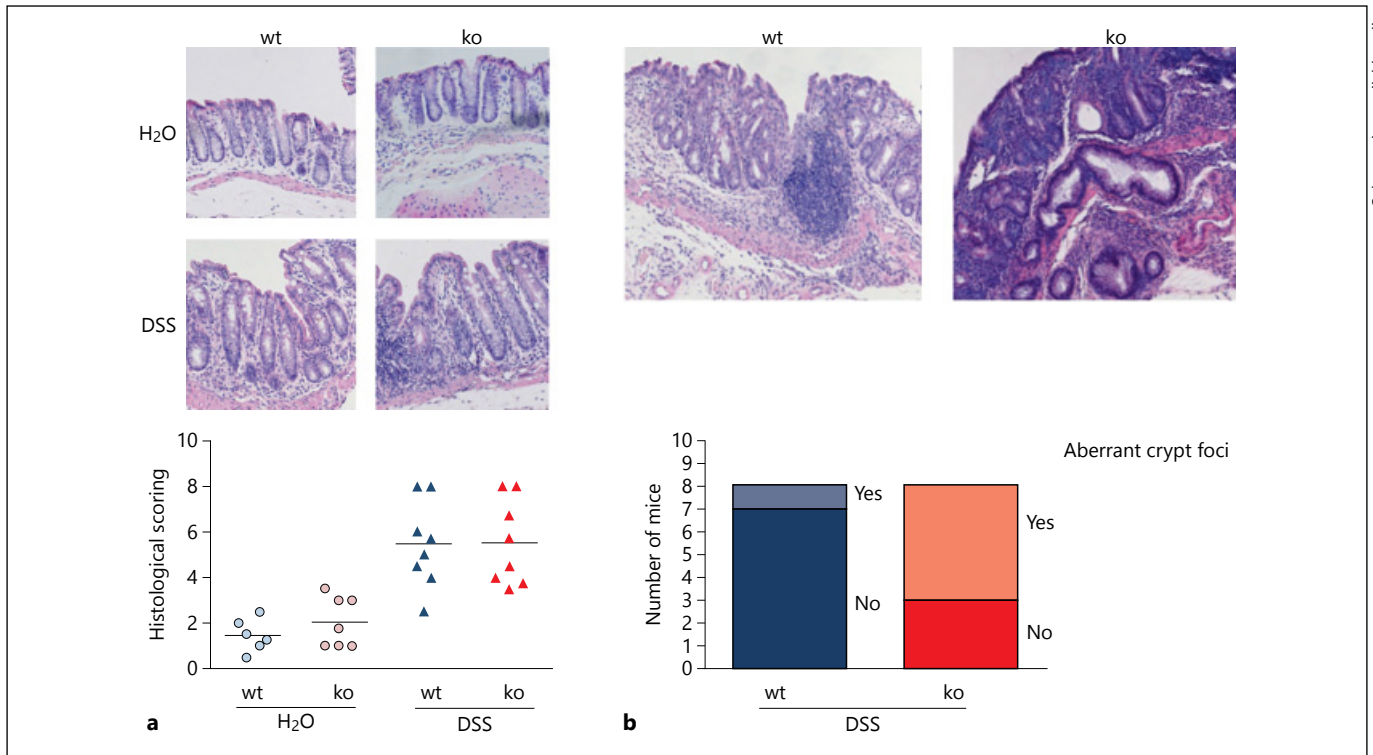 wt
ko
H₂O
DSS
wt
ko
Histological scoring
10
8
6
4
2
0
wt
ko
wt
ko
H₂O
DSS
a
Number of mice
10
9
8
7
6
5
4
3
2
1
0
Yes
No
Yes
No
Aberrant crypt foci
wt
ko
DSS
b